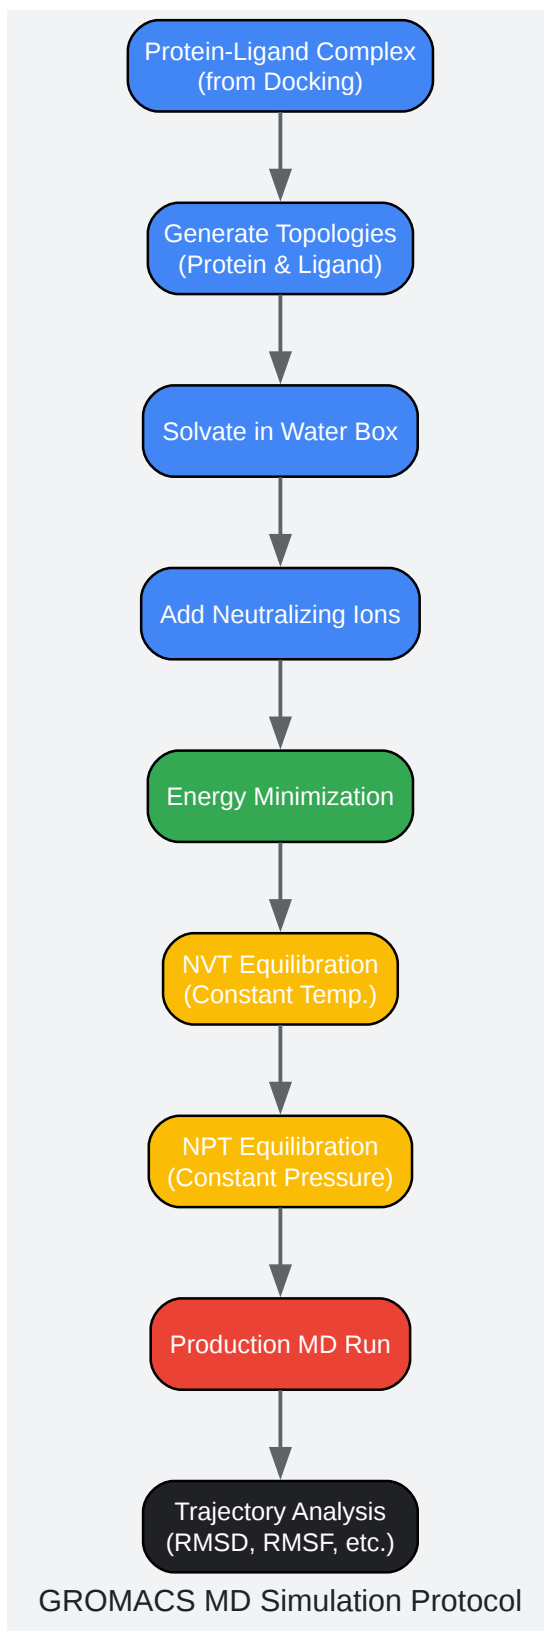 Protein-Ligand Complex
(from Docking)
Generate Topologies
(Protein & Ligand)
Solvate in Water Box
Add Neutralizing Ions
Energy Minimization
NVT Equilibration
(Constant Temp.)
NPT Equilibration
(Constant Pressure)
Production MD Run
Trajectory Analysis
(RMSD, RMSF, etc.)
GROMACS MD Simulation Protocol